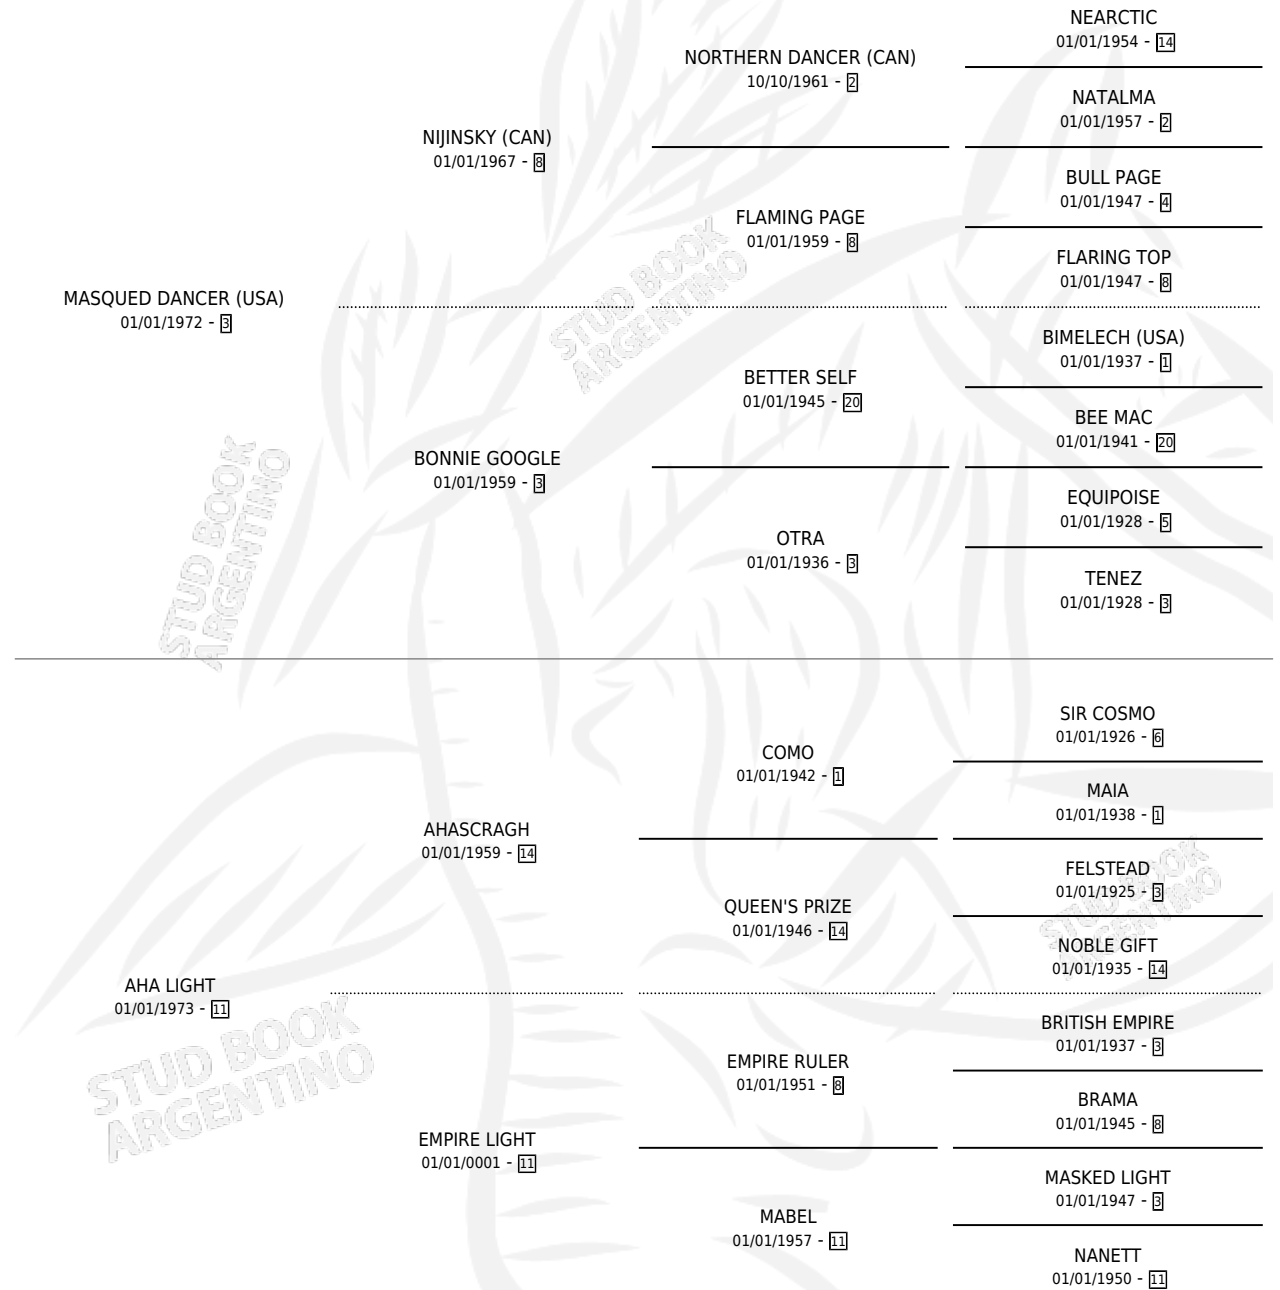 NEARCTIC
01/01/1954 - 14
NORTHERN DANCER (CAN)
10/10/1961 - 2
NATALMA
01/01/1957 - 2
NIJINSKY (CAN)
01/01/1967 - 8
BULL PAGE
01/01/1947 - 4
FLAMING PAGE
01/01/1959 - 8
FLARING TOP
01/01/1947 - 8
MASQUED DANCER (USA)
01/01/1972 - 3
STUD BOOK
ARGENTINO
BIMELECH (USA)
01/01/1937 - 1
BETTER SELF
01/01/1945 - 20
BEE MAC
01/01/1941 - 20
BONNIE GOOGLE
01/01/1959 - 3
EQUIPOISE
01/01/1928 - 5
OTRA
01/01/1936 - 3
TENEZ
01/01/1928 - 3
STUD BOOK
ARGENTINO
SIR COSMO
01/01/1926 - 6
COMO
01/01/1942 - 1
MAIA
01/01/1938 - 1
AHASCRAGH
01/01/1959 - 14
FELSTEAD
01/01/1925 - 3
QUEEN'S PRIZE
01/01/1946 - 14
STUD BOOK
ARGENTINO
NOBLE GIFT
01/01/1935 - 14
AHA LIGHT
01/01/1973 - 11
BRITISH EMPIRE
01/01/1937 - 3
EMPIRE RULER
01/01/1951 - 8
BRAMA
01/01/1945 - 8
STUD BOOK
ARGENTINO
EMPIRE LIGHT
01/01/0001 - 11
MASKED LIGHT
01/01/1947 - 3
MABEL
01/01/1957 - 11
NANETT
01/01/1950 - 11